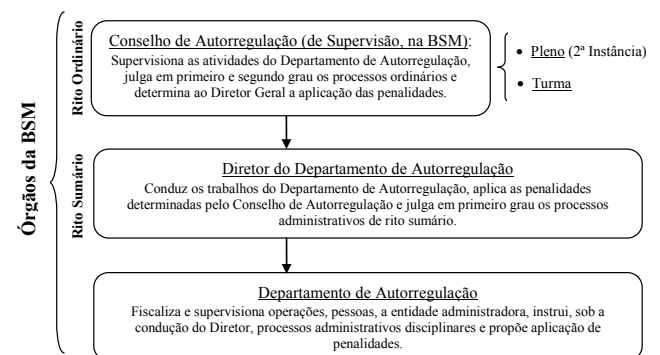 Órgãos da BSM
Rito Ordinário
Conselho de Autorregulação (de Supervisão, na BSM):
Supervisiona as atividades do Departamento de Autorregulação,
julga em primeiro e segundo grau os processos ordinários e
determina ao Diretor Geral a aplicação das penalidades.
• Pleno (2ª Instância)
• Turma
Rito Sumário
Diretor do Departamento de Autorregulação
Conduz os trabalhos do Departamento de Autorregulação, aplica as penalidades
determinadas pelo Conselho de Autorregulação e julga em primeiro grau os processos
administrativos de rito sumário.
Departamento de Autorregulação
Fiscaliza e supervisiona operações, pessoas, a entidade administradora, instrui, sob a
condução do Diretor, processos administrativos disciplinares e propõe aplicação de
penalidades.